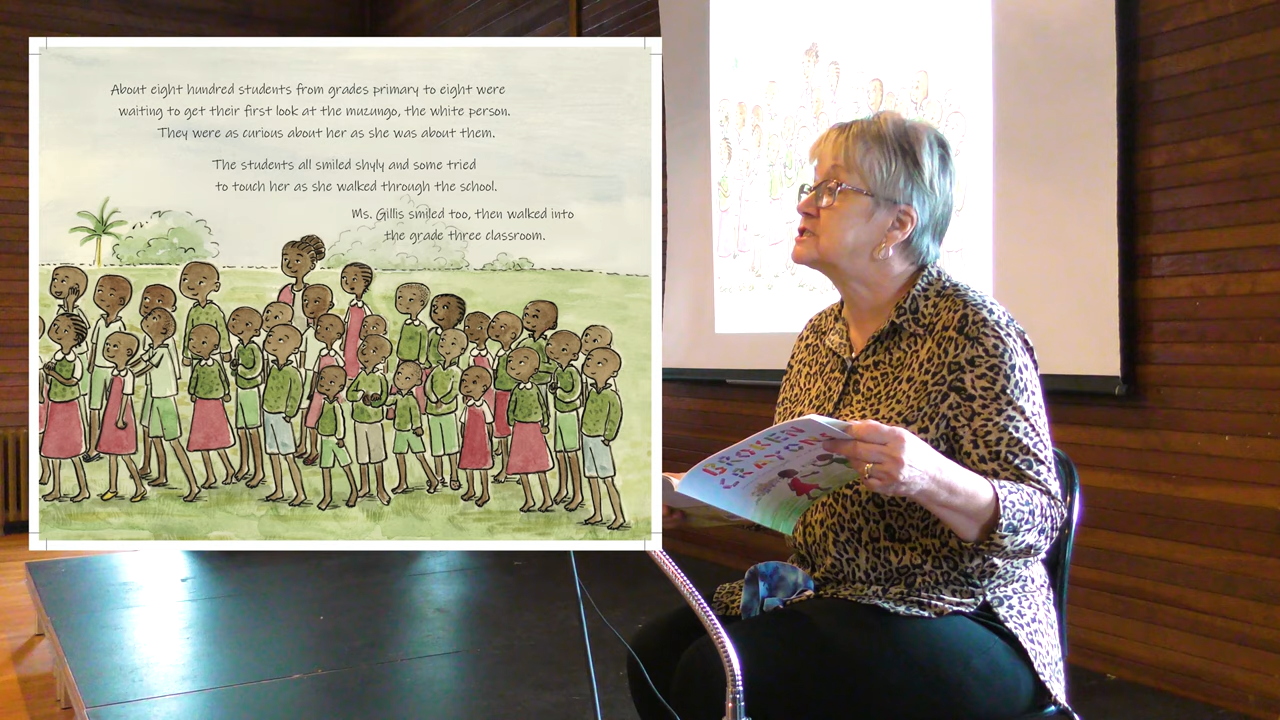 About eight hundred students from grades primary to eight were
waiting to get their first look at the muzungo, the white person.
They were as curious about her as she was about them.
The students all smiled shyly and some tried
to touch her as she walked through the school.
Ms. Gillis smiled too, then walked into
the grade three classroom.
BROKEN
CRAYON